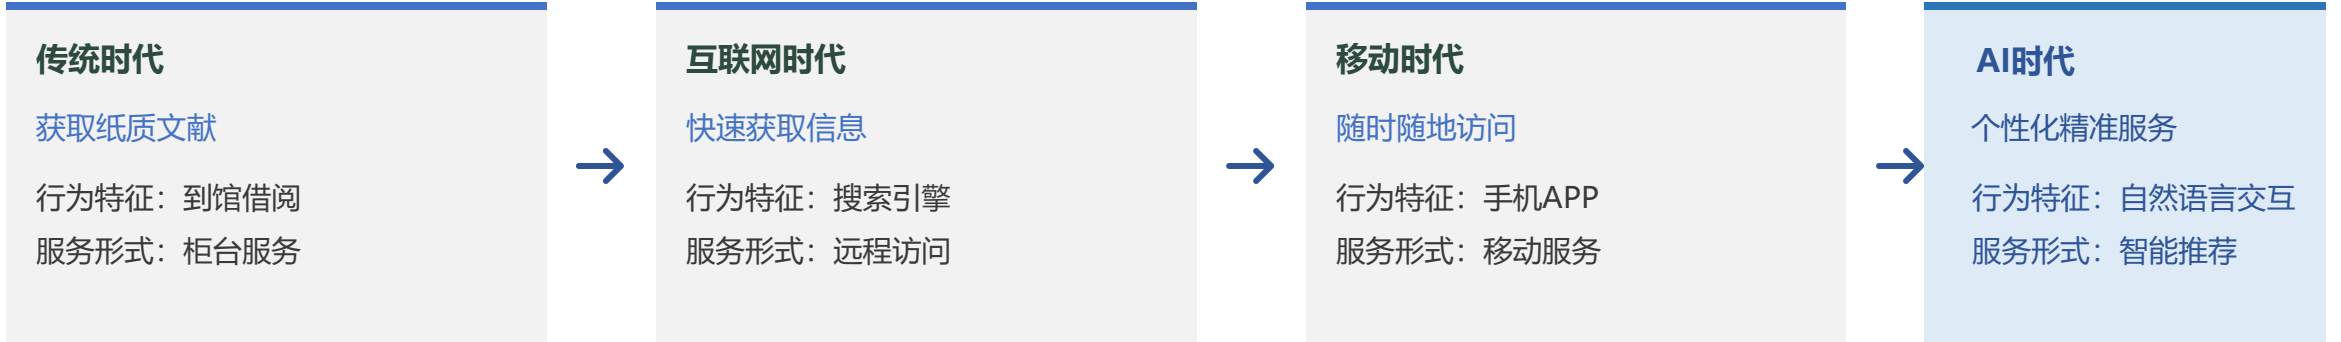 传统时代
获取纸质文献
行为特征：到馆借阅
服务形式：柜台服务
互联网时代
快速获取信息
行为特征：搜索引擎
服务形式：远程访问
移动时代
随时随地访问
行为特征：手机APP
服务形式：移动服务
AI时代
个性化精准服务
行为特征：自然语言交互
服务形式：智能推荐